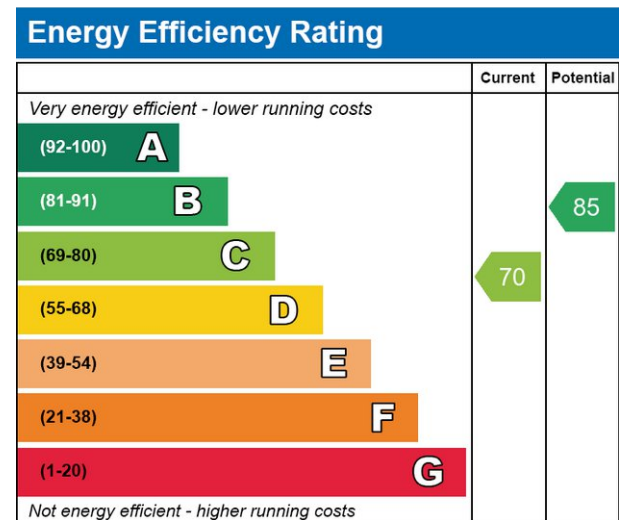 Energy Efficiency Rating
Current Potential
Very energy efficient - lower running costs
(92-100) A
(81-91) B
85
(69-80) C
70
(55-68) D
(39-54) E
(21-38) F
(1-20) G
Not energy efficient - higher running costs